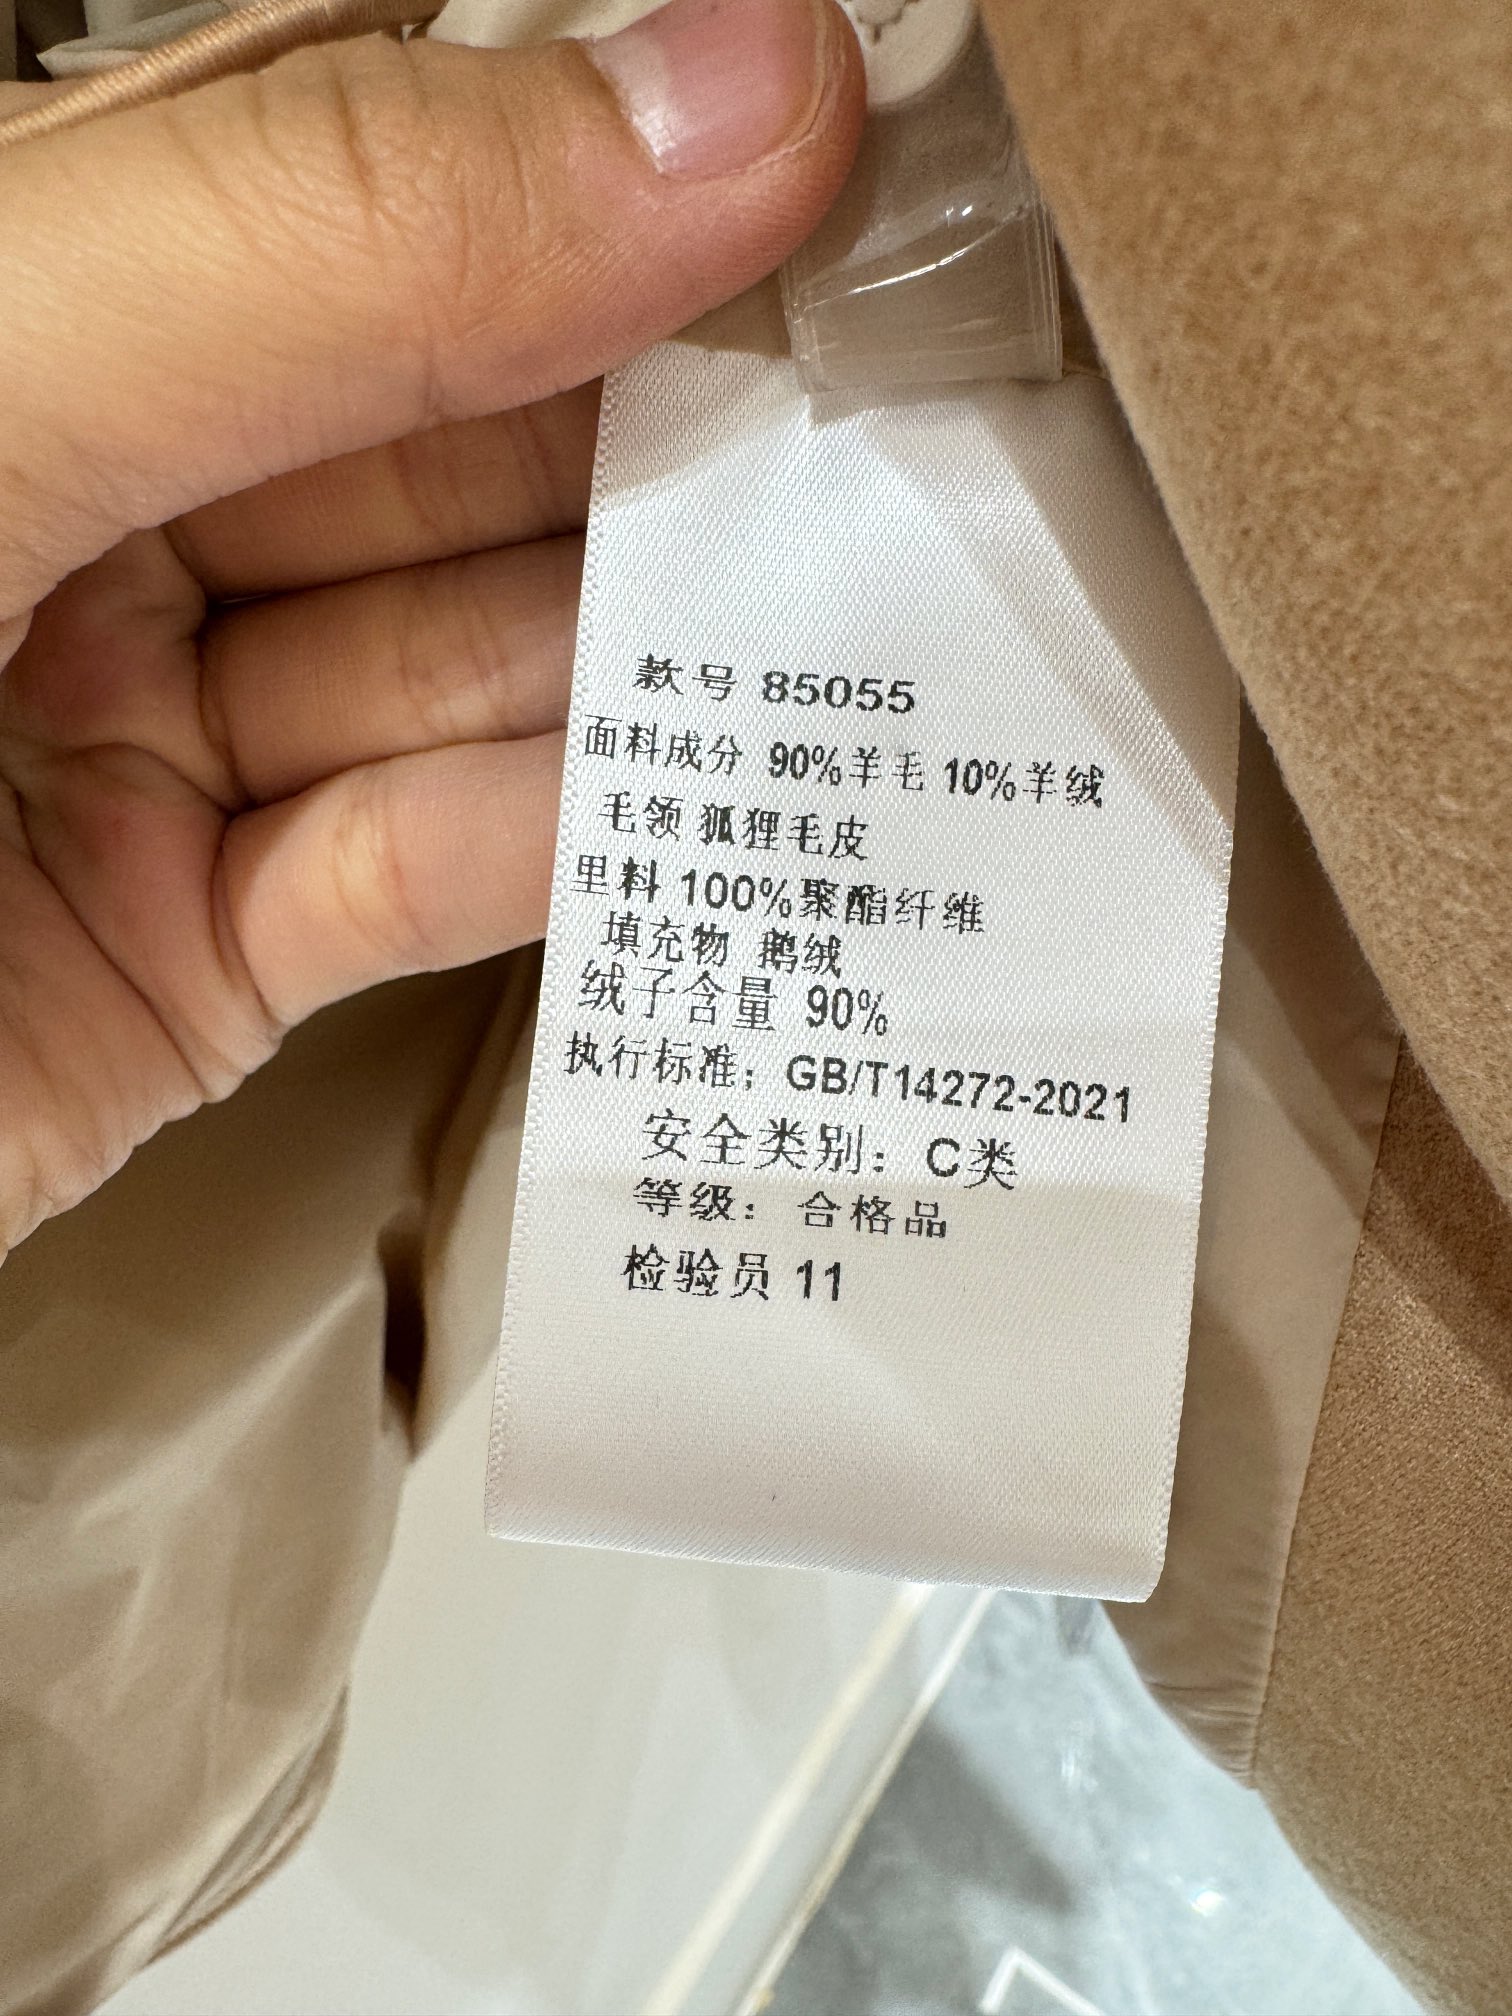 款号 85055
面料成分 90%羊毛 10%羊绒
毛领 狐狸毛皮
里料 100%聚酯纤维
填充物 鹅绒
绒子含量 90%
执行标准；GB/T14272-2021
安全类别：C类
等级：合格品
检验员 11